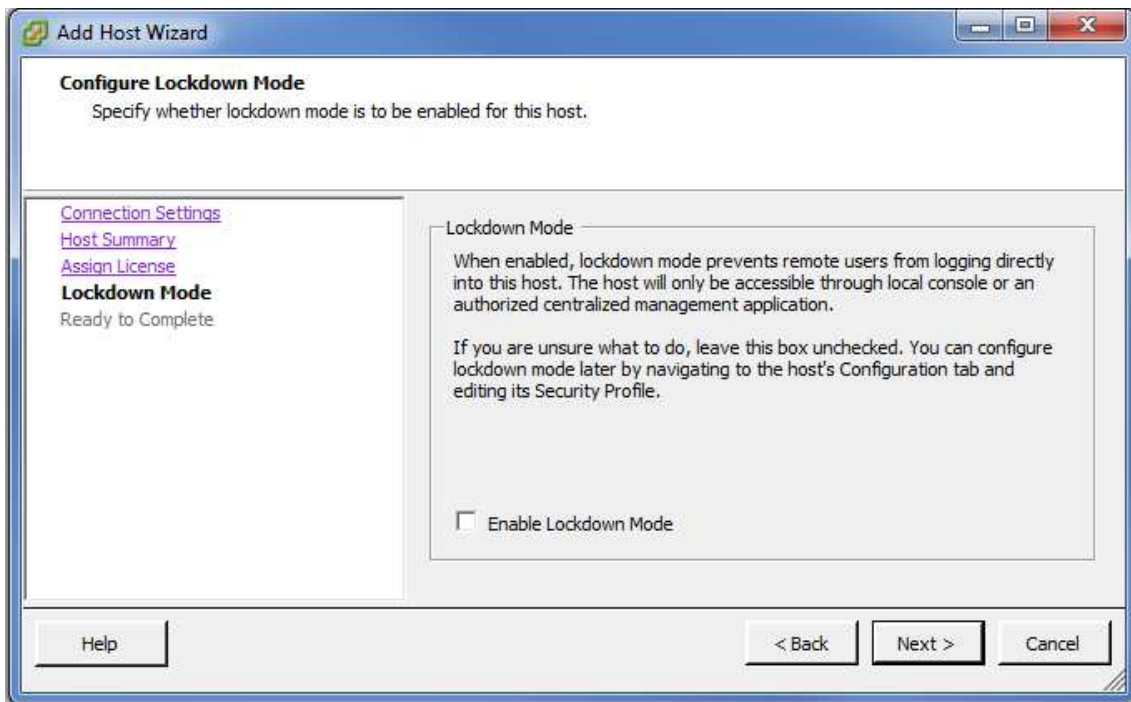 Add Host Wizard
Configure Lockdown Mode
Specify whether lockdown mode is to be enabled for this host.
Connection Settings
Host Summary
Assign License
Lockdown Mode
Ready to Complete
Lockdown Mode
When enabled, lockdown mode prevents remote users from logging directly
into this host. The host will only be accessible through local console or an
authorized centralized management application.
If you are unsure what to do, leave this box unchecked. You can configure
lockdown mode later by navigating to the host's Configuration tab and
editing its Security Profile.
Enable Lockdown Mode
Help
< Back
Next >
Cancel